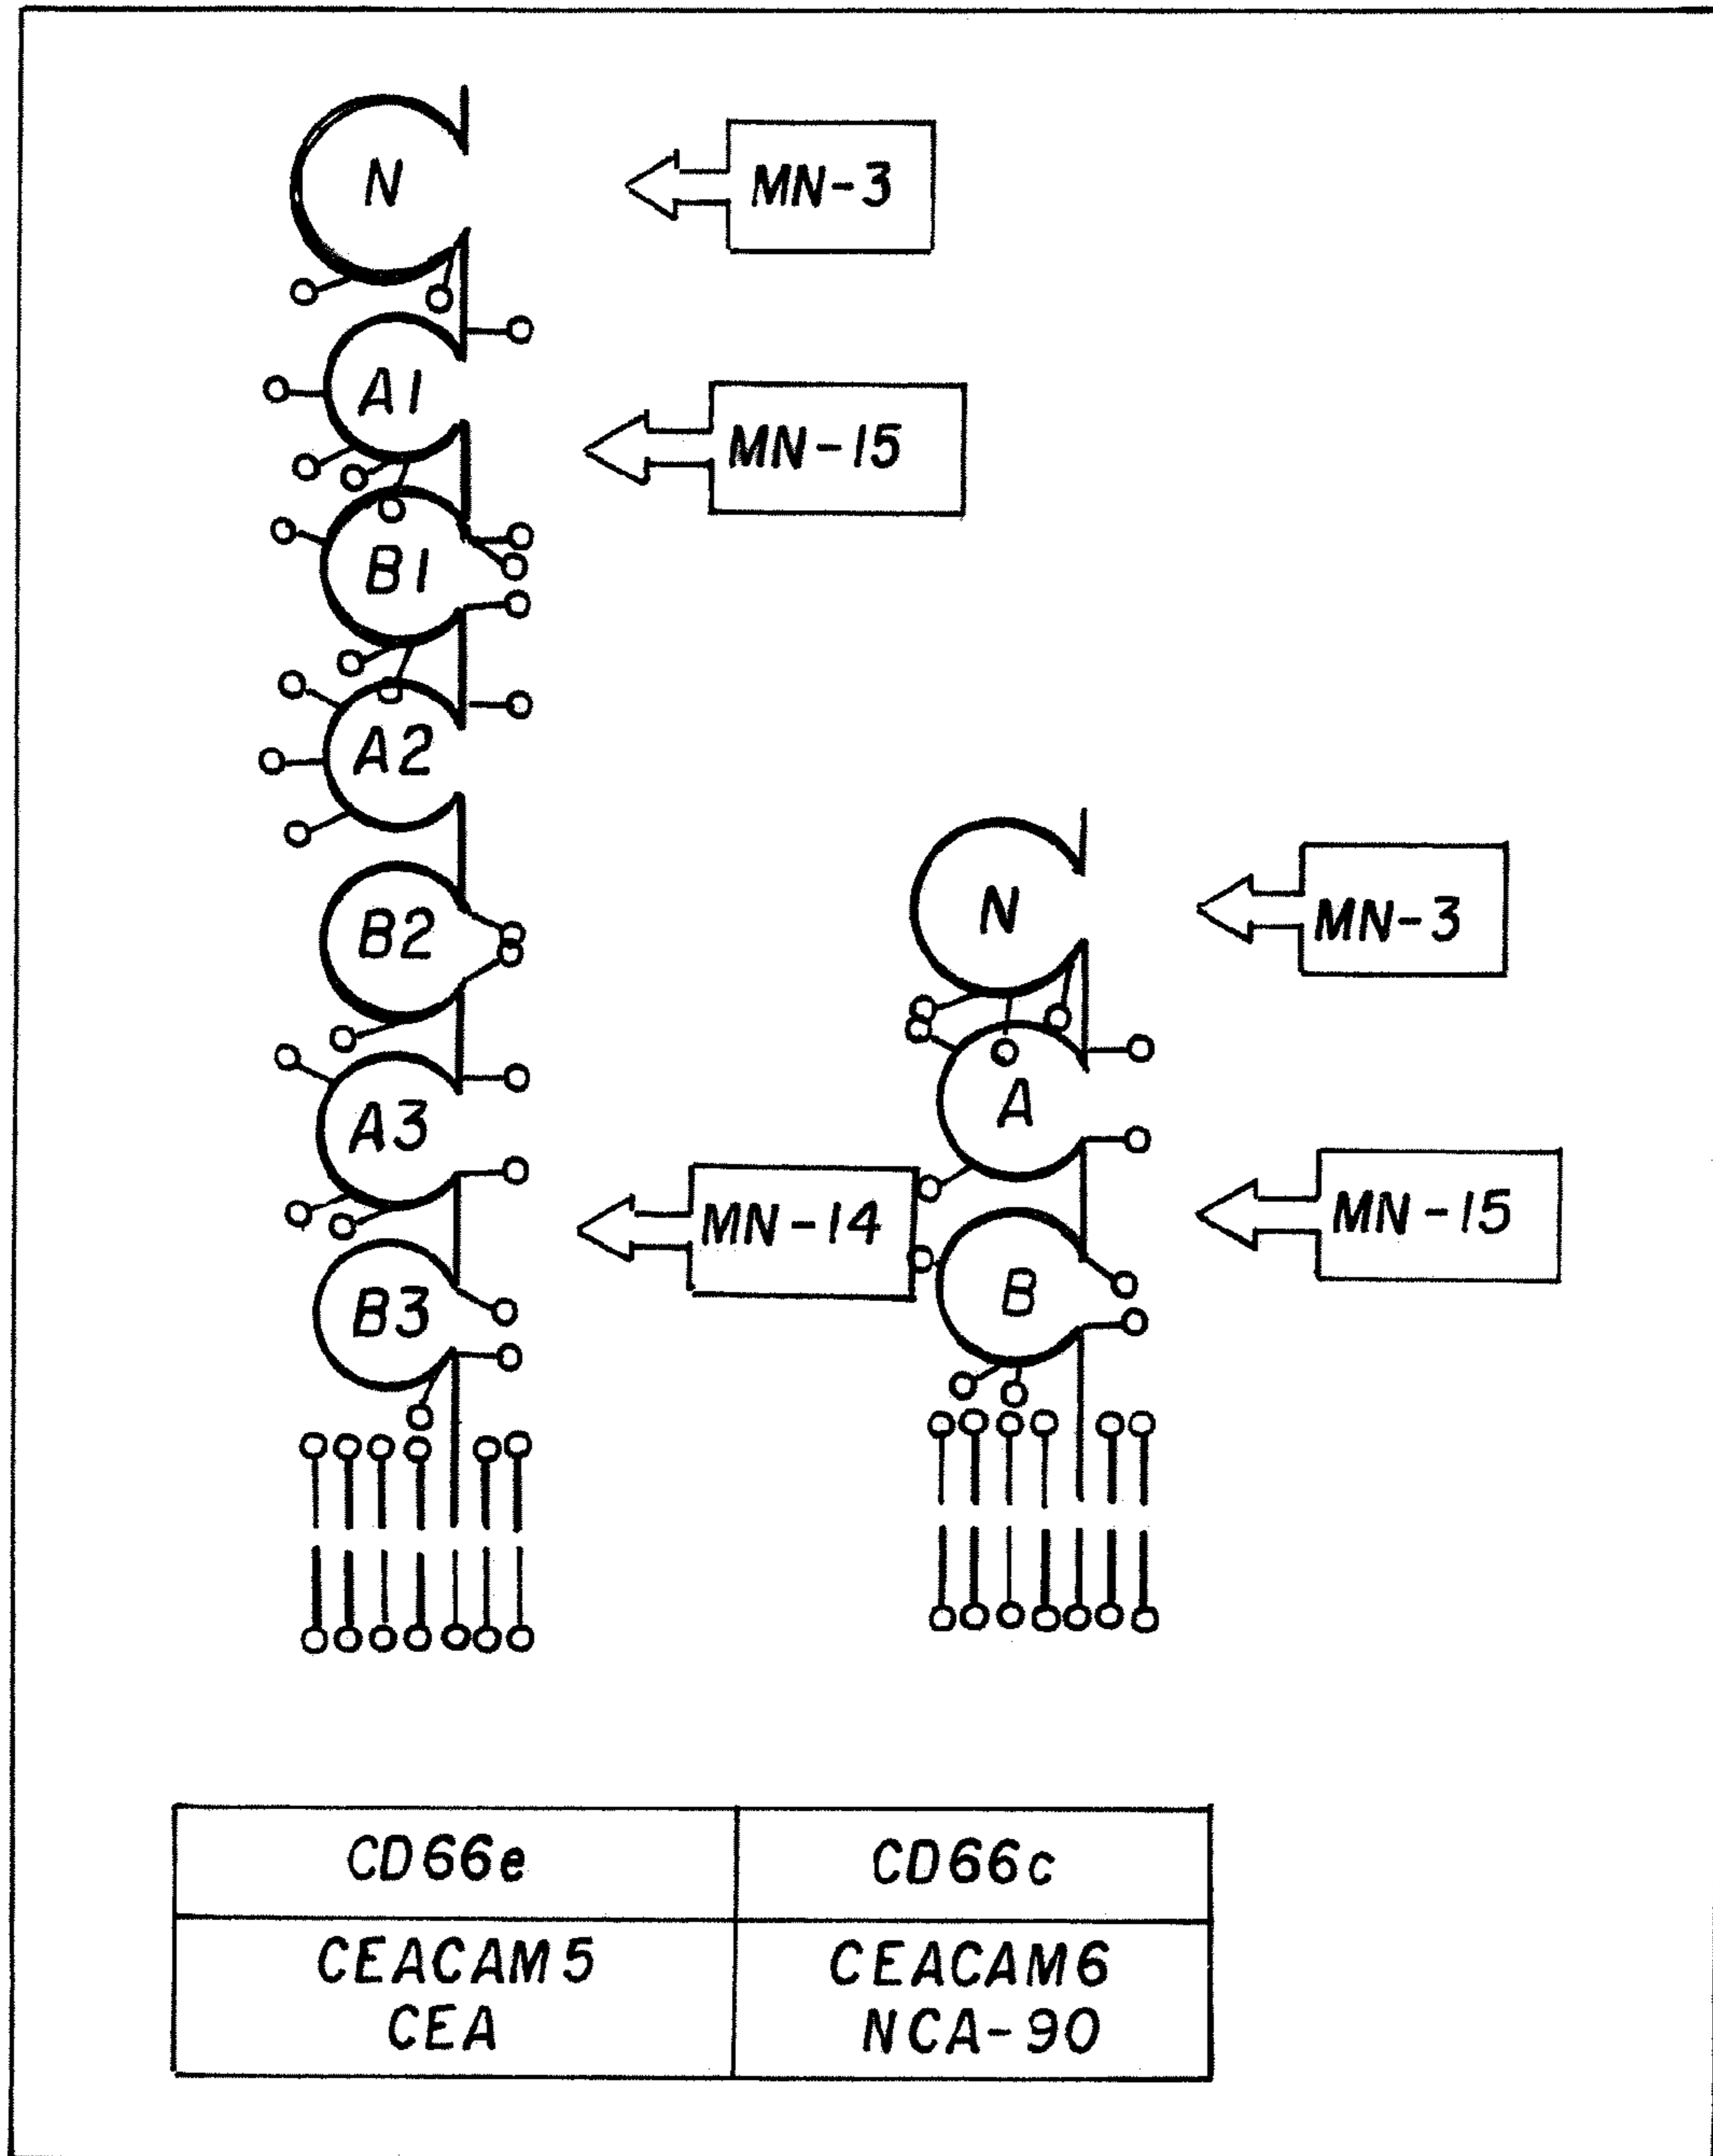 N
MN-3
A1
MN-15
B1
A2
B2
N
MN-3
A3
A
MN-14
MN-15
B3
B
CD66e
CD66c
CEACAM5
CEA
CEACAM6
NCA-90